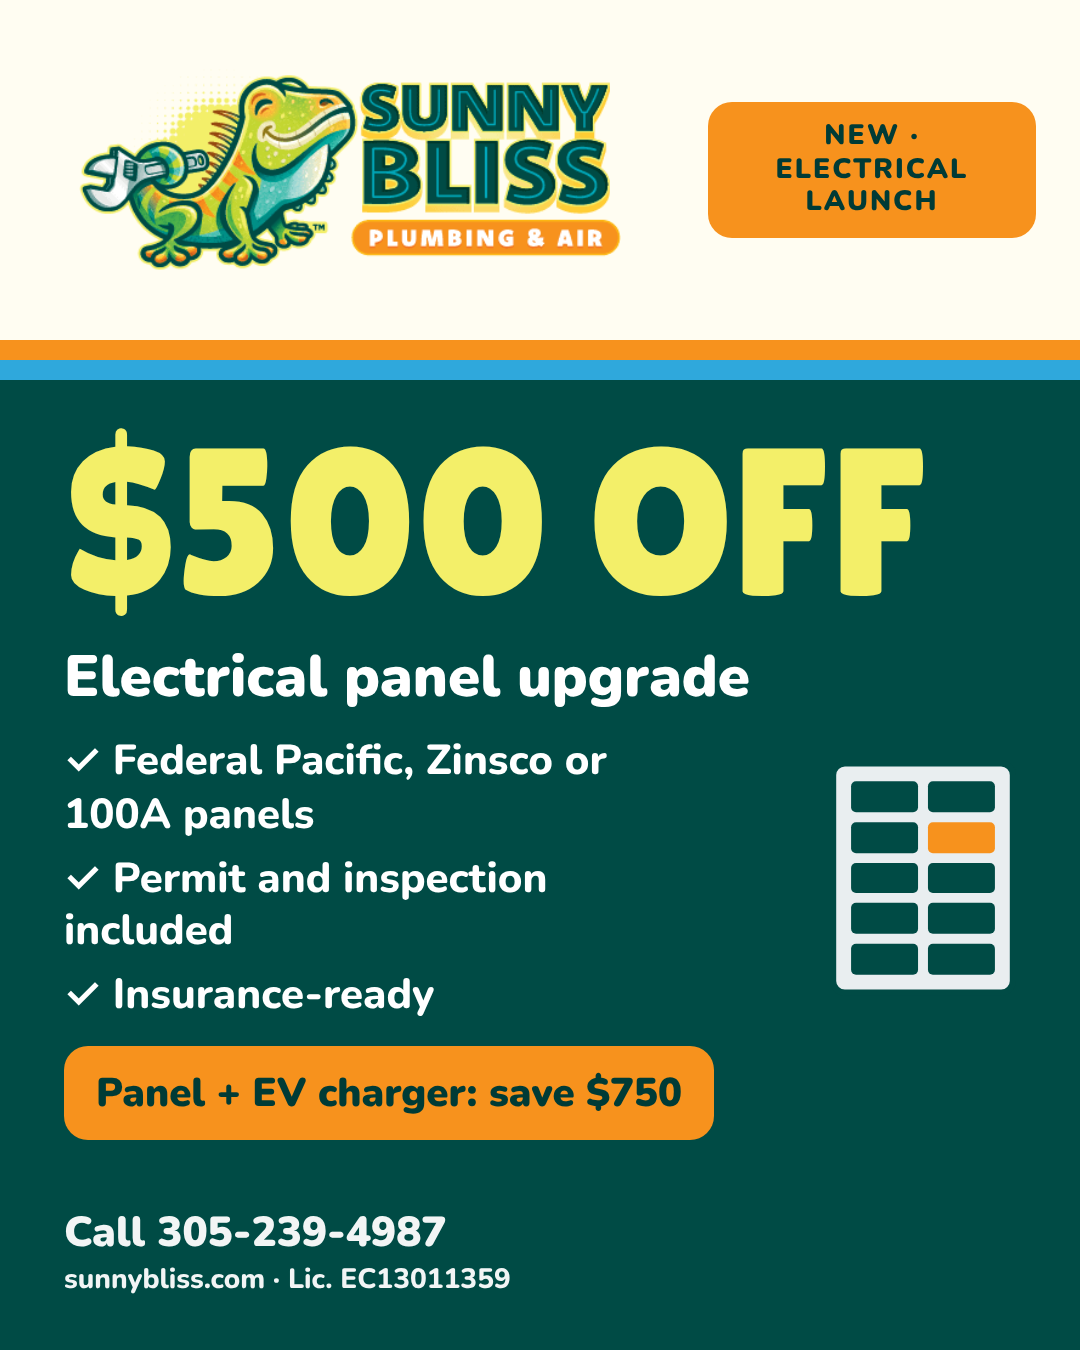 SUNNY
BLISS
PLUMBING & AIR
™
NEW ·
ELECTRICAL
LAUNCH
$500 OFF
Electrical panel upgrade
✓ Federal Pacific, Zinsco or
100A panels
✓ Permit and inspection
included
✓ Insurance-ready
Panel + EV charger: save $750
Call 305-239-4987
sunnybliss.com · Lic. EC13011359